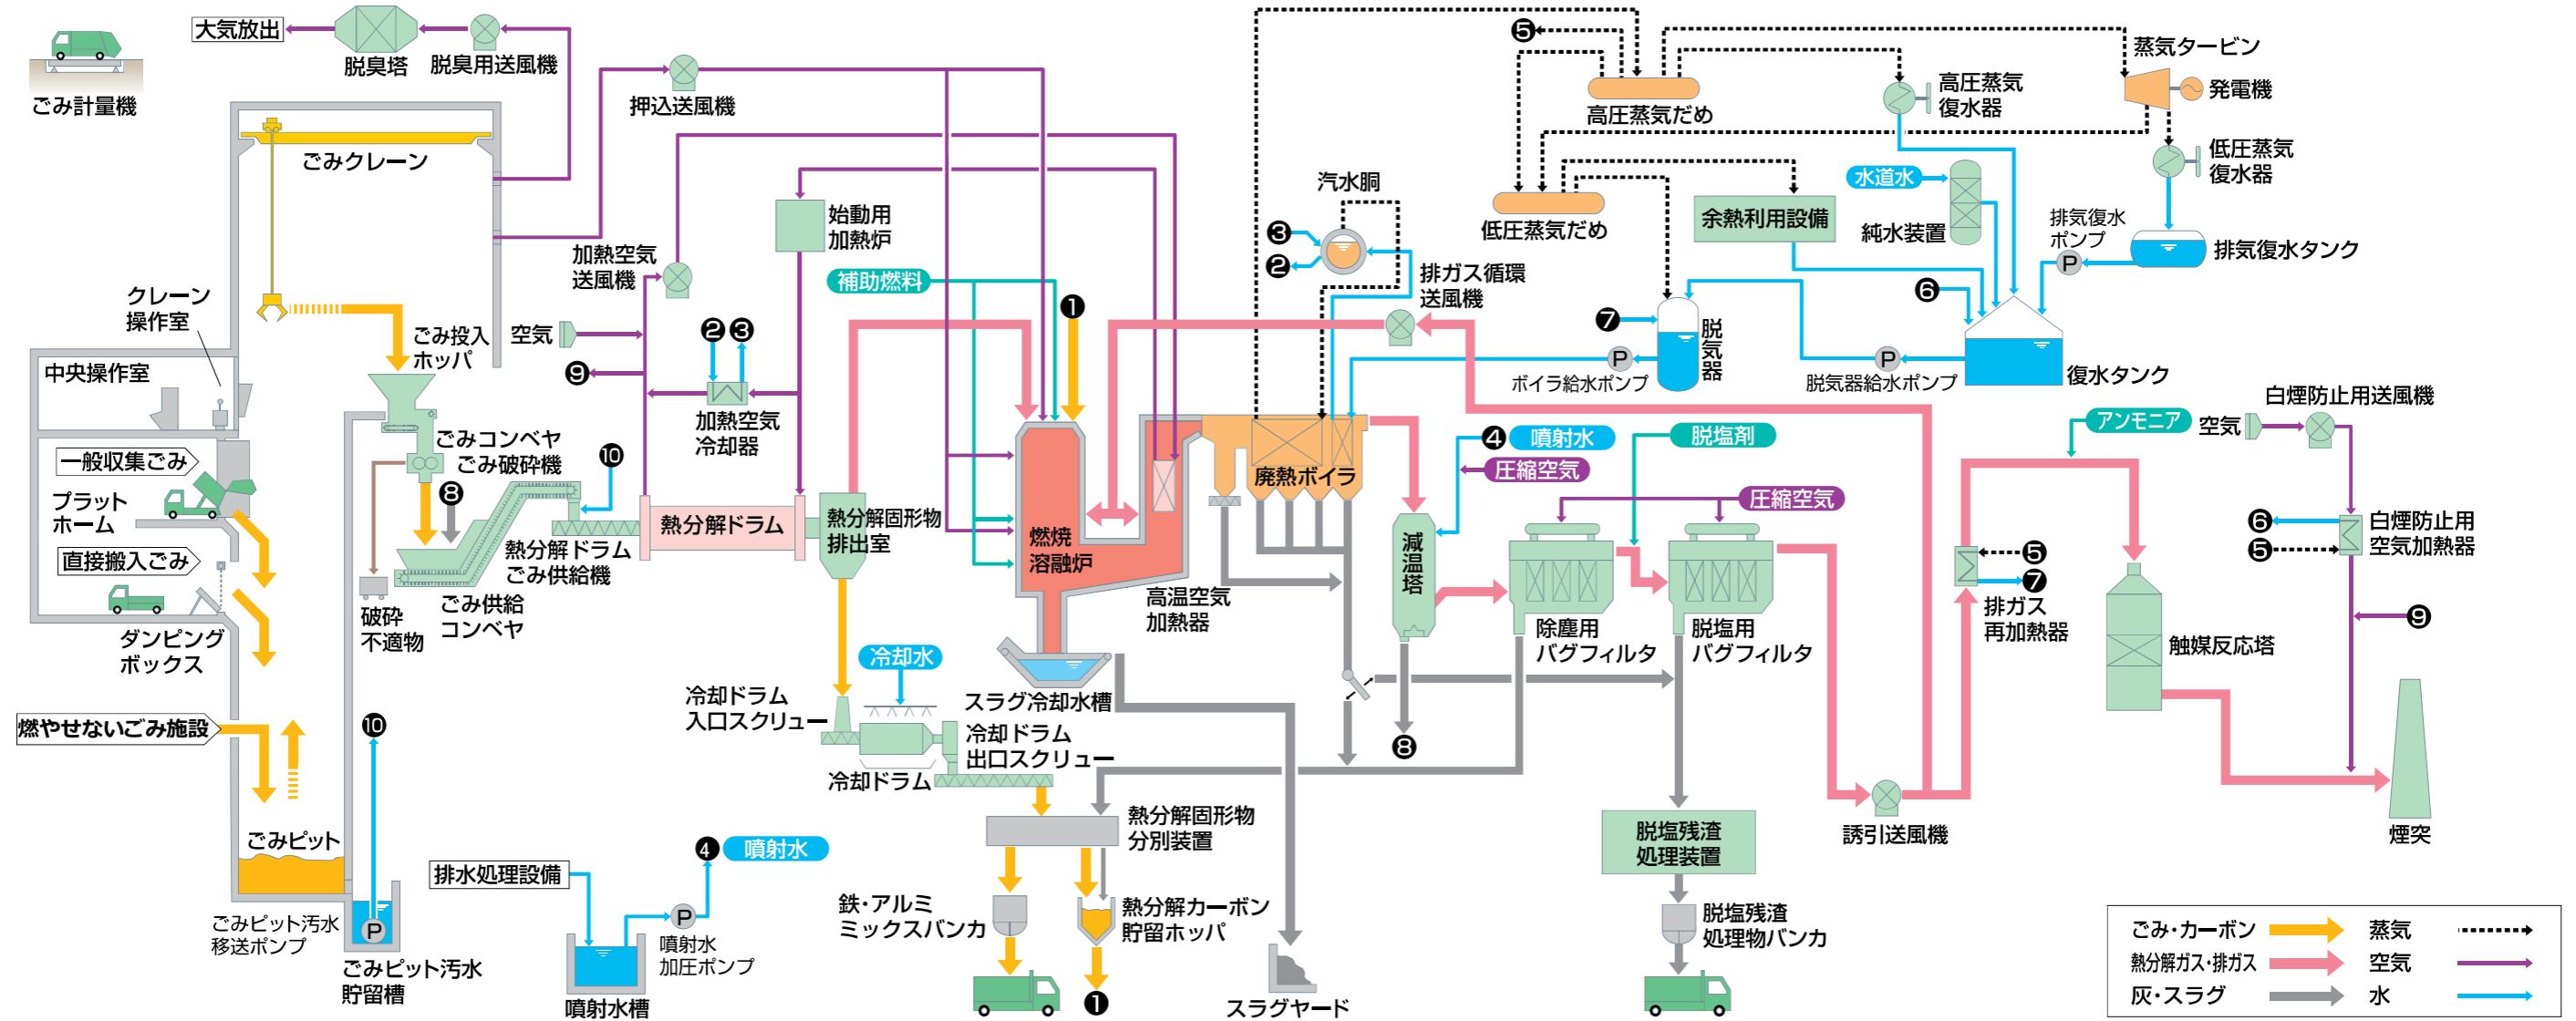 大気放出
脱臭塔
脱臭用送風機
ごみ計量機
押込送風機
ごみクレーン
クレーン
操作室
中央操作室
ごみ投入
ホッパ
一般収集ごみ
プラット
ホーム
直接搬入ごみ
ダンピング
ボックス
燃やせないごみ施設
ごみピット
ごみピット汚水
移送ポンプ
P
ごみピット汚水
貯留槽
❿
ごみコンベヤ
ごみ破砕機
❽
破砕
不適物
ごみ供給
コンベヤ
熱分解ドラム
ごみ供給機
❿
空気
❾
加熱空気
送風機
始動用
加熱炉
❷
❸
加熱空気
冷却器
補助燃料
❶
熱分解ドラム
熱分解固形物
排出室
燃焼
溶融炉
高温空気
加熱器
冷却水
冷却ドラム
入口スクリュー
冷却ドラム
冷却ドラム
出口スクリュー
スラグ冷却水槽
熱分解固形物
分別装置
鉄・アルミ
ミックスバンカ
熱分解カーボン
貯留ホッパ
❶
スラグヤード
排水処理設備
噴射水槽
P
噴射水
加圧ポンプ
❹
噴射水
汽水胴
❸
❷
廃熱ボイラ
排ガス循環
送風機
❺
高圧蒸気だめ
低圧蒸気だめ
高圧蒸気
復水器
蒸気タービン
発電機
低圧蒸気
復水器
水道水
純水装置
余熱利用設備
排気復水
ポンプ
P
排気復水タンク
❻
❼
脱気器
P
ボイラ給水ポンプ
P
脱気器給水ポンプ
復水タンク
❹
噴射水
圧縮空気
減温塔
❽
脱塩剤
圧縮空気
除塵用
バグフィルタ
脱塩用
バグフィルタ
脱塩残渣
処理装置
脱塩残渣
処理物バンカ
誘引送風機
アンモニア
❺
❼
排ガス
再加熱器
触媒反応塔
空気
白煙防止用送風機
❻
❺
白煙防止用
空気加熱器
❾
煙突
ごみ・カーボン
蒸気
熱分解ガス・排ガス
空気
灰・スラグ
水